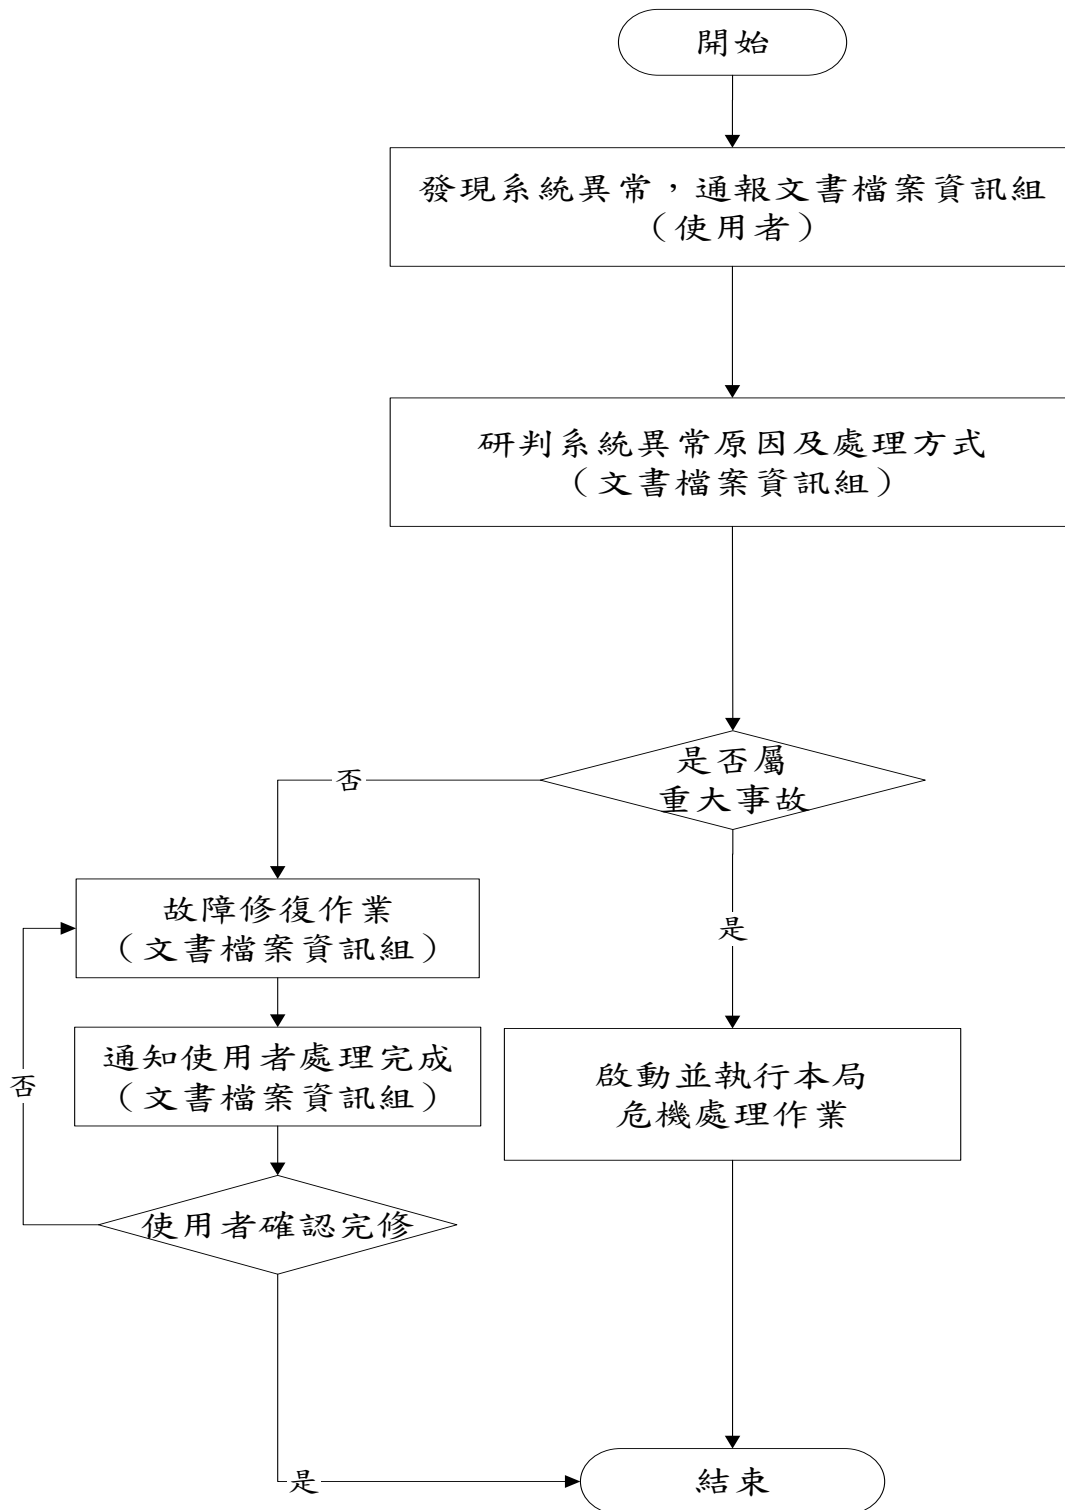 開始
發現系統異常，通報文書檔案資訊組
（使用者）
研判系統異常原因及處理方式
（文書檔案資訊組）
是否屬
重大事故
否
是
故障修復作業
（文書檔案資訊組）
通知使用者處理完成
（文書檔案資訊組）
否
啟動並執行本局
危機處理作業
使用者確認完修
是
結束